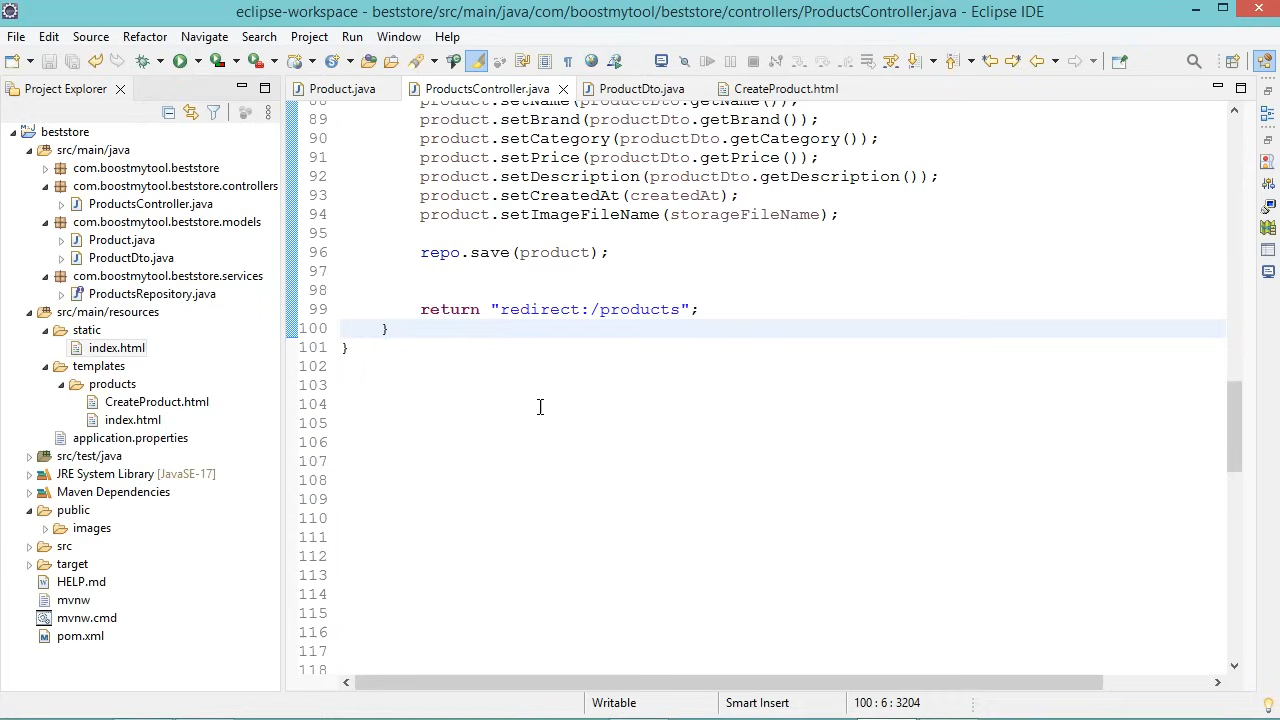 eclipse-workspace - beststore/src/main/java/com/boostmytool/beststore/controllers/ProductsController.java - Eclipse IDE
File Edit Source Refactor Navigate Search Project Run Window Help
Project Explorer
Product.java ProductsController.java ProductDto.java CreateProduct.html
beststore
src/main/java
com.boostmytool.beststore
com.boostmytool.beststore.controllers
ProductsController.java
com.boostmytool.beststore.models
Product.java
ProductDto.java
com.boostmytool.beststore.services
ProductsRepository.java
src/main/resources
static
index.html
templates
products
CreateProduct.html
index.html
application.properties
src/test/java
JRE System Library [JavaSE-17]
Maven Dependencies
public
images
src
target
HELP.md
mvnw
mvnw.cmd
pom.xml
88 product.setName(productDto.getName());
89 product.setBrand(productDto.getBrand());
90 product.setCategory(productDto.getCategory());
91 product.setPrice(productDto.getPrice());
92 product.setDescription(productDto.getDescription());
93 product.setCreatedAt(createdAt);
94 product.setImageFileName(storageFileName);
95
96 repo.save(product);
97
98
99 return "redirect:/products";
100 }
101 }
102
103
104
105
106
107
108
109
110
111
112
113
114
115
116
117
118
Writable Smart Insert 100 : 6 : 3204